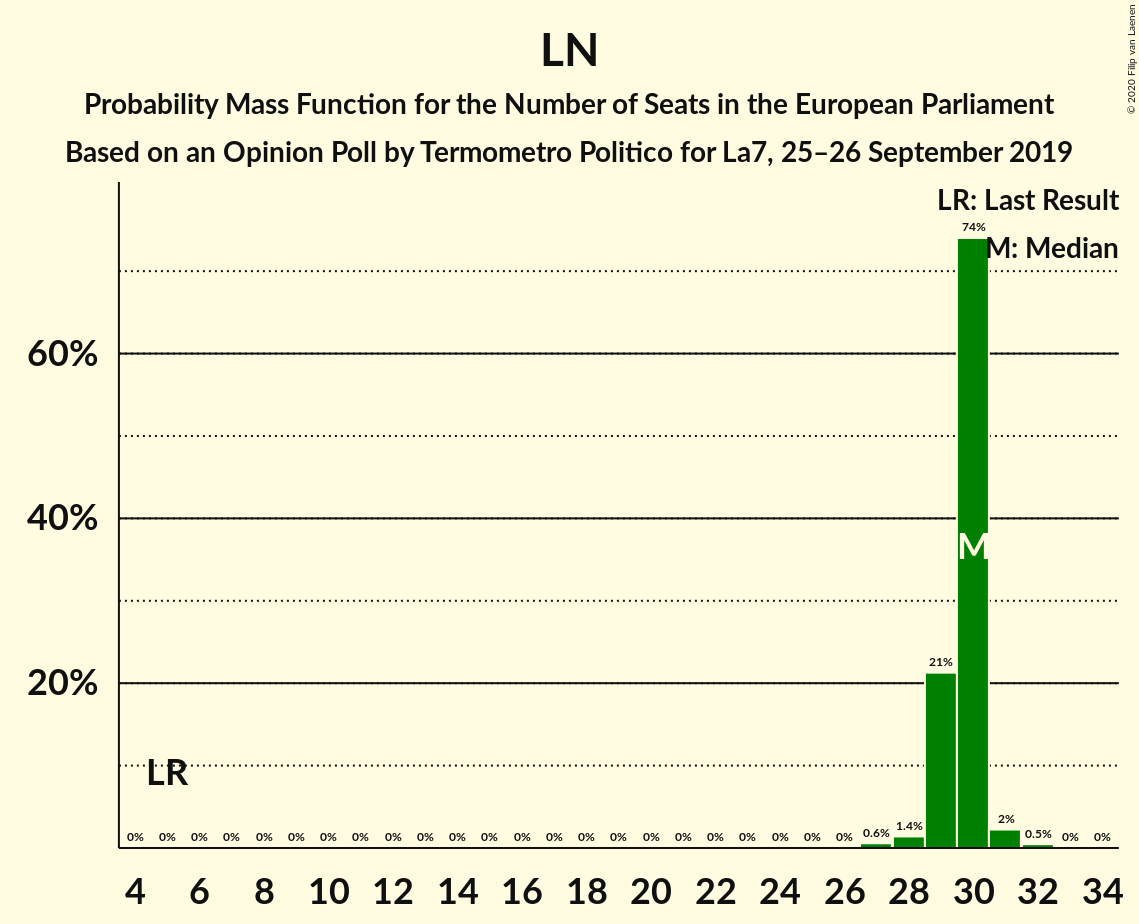 LN
Probability Mass Function for the Number of Seats in the European Parliament
Based on an Opinion Poll by Termometro Politico for La7, 25–26 September 2019
© 2020 Filip van Laenen
LR: Last Result
M: Median
74%
60%
40%
M
21%
20%
LR
0% 0% 0% 0% 0% 0% 0% 0% 0% 0% 0% 0% 0% 0% 0% 0% 0% 0% 0% 0% 0% 0% 0% 0.6% 1.4% 2% 0.5% 0% 0%
4 6 8 10 12 14 16 18 20 22 24 26 28 30 32 34